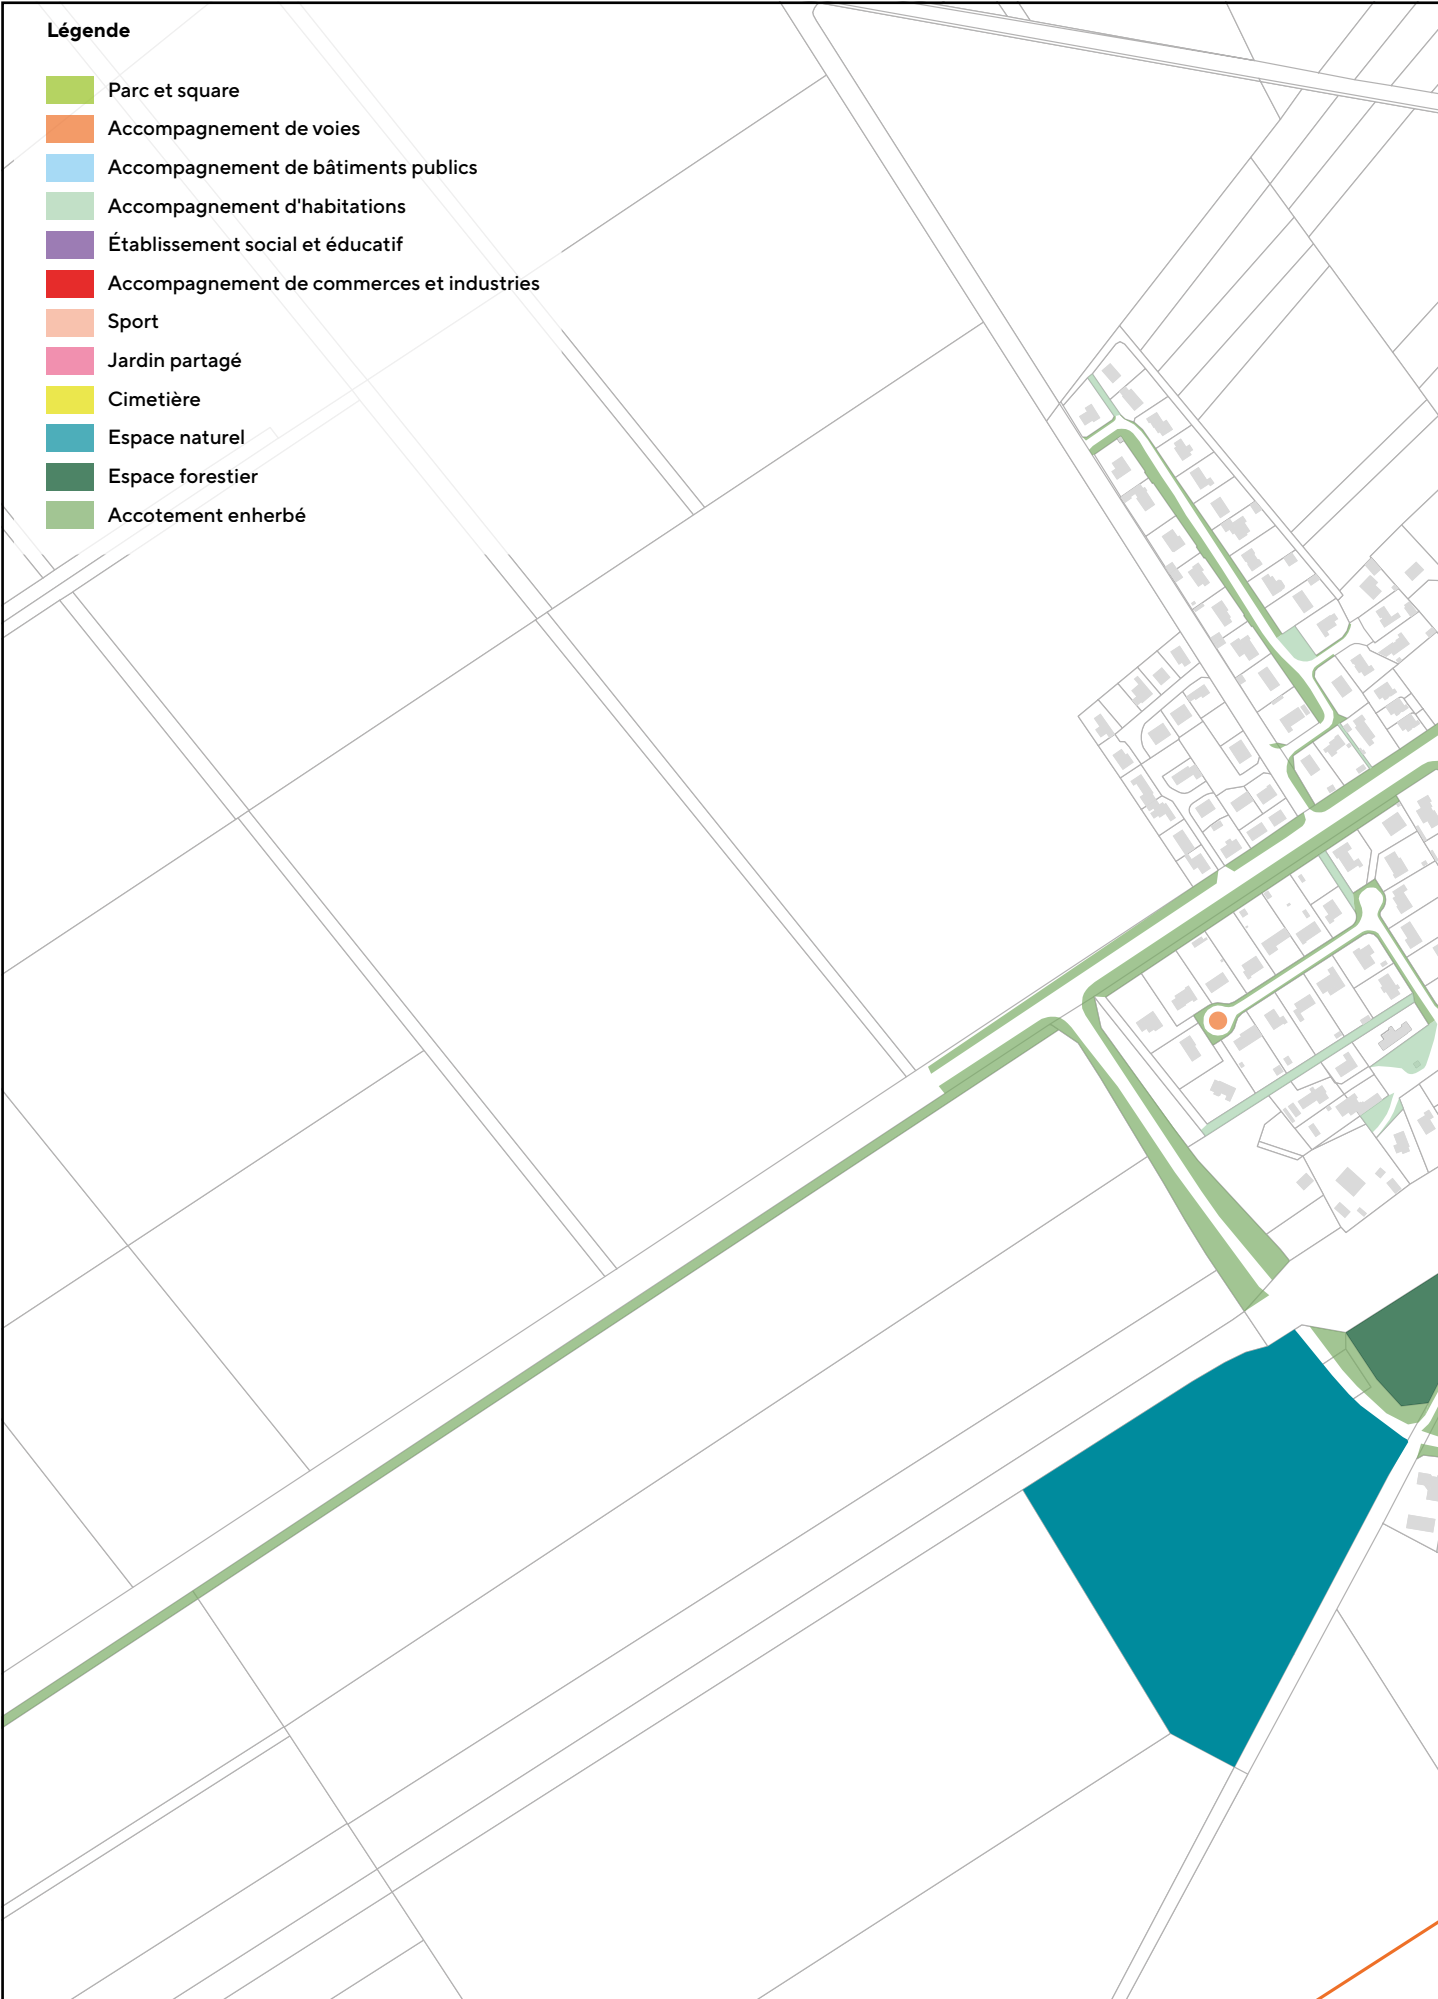 Légende
Parc et square
Accompagnement de voies
Accompagnement de bâtiments publics
Accompagnement d'habitations
Établissement social et éducatif
Accompagnement de commerces et industries
Sport
Jardin partagé
Cimetière
Espace naturel
Espace forestier
Accotement enherbé